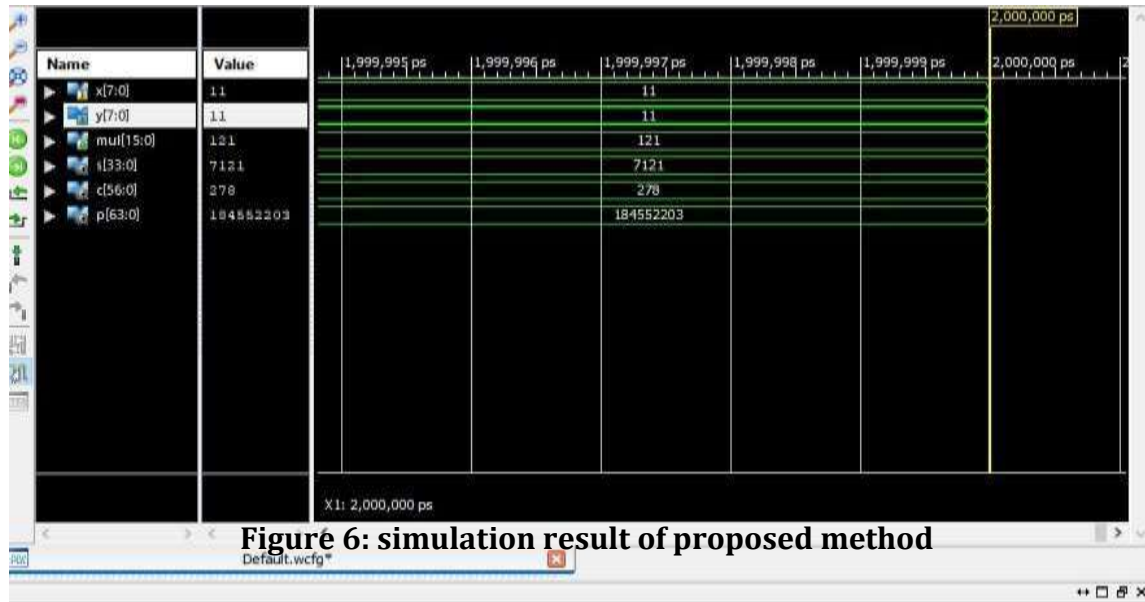 2,000,000 ps
Name Value 1,999,995 ps 1,999,996 ps 1,999,997 ps 1,999,998 ps 1,999,999 ps 2,000,000 ps 2
x[7:0] 11 11
y[7:0] 11 11
mul[15:0] 121 121
s[33:0] 7121 7121
c[56:0] 278 278
p[63:0] 184552203 184552203
X1: 2,000,000 ps
Figure 6: simulation result of proposed method
Default.wcfg*